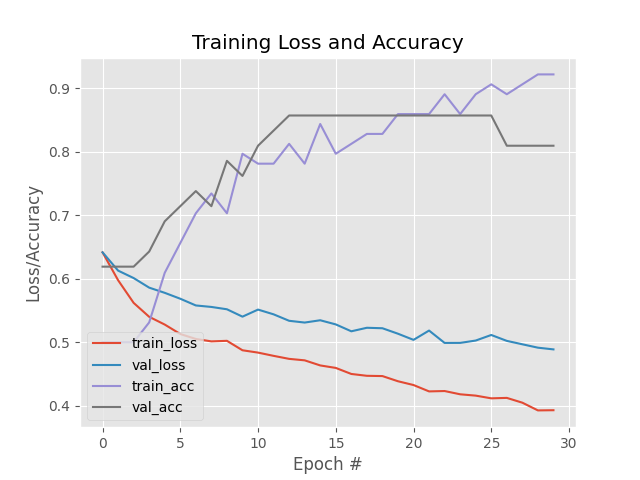 Training Loss and Accuracy
Loss/Accuracy
0.9
0.8
0.7
0.6
0.5
0.4
train_loss
val_loss
train_acc
val_acc
0 5 10 15 20 25 30
Epoch #